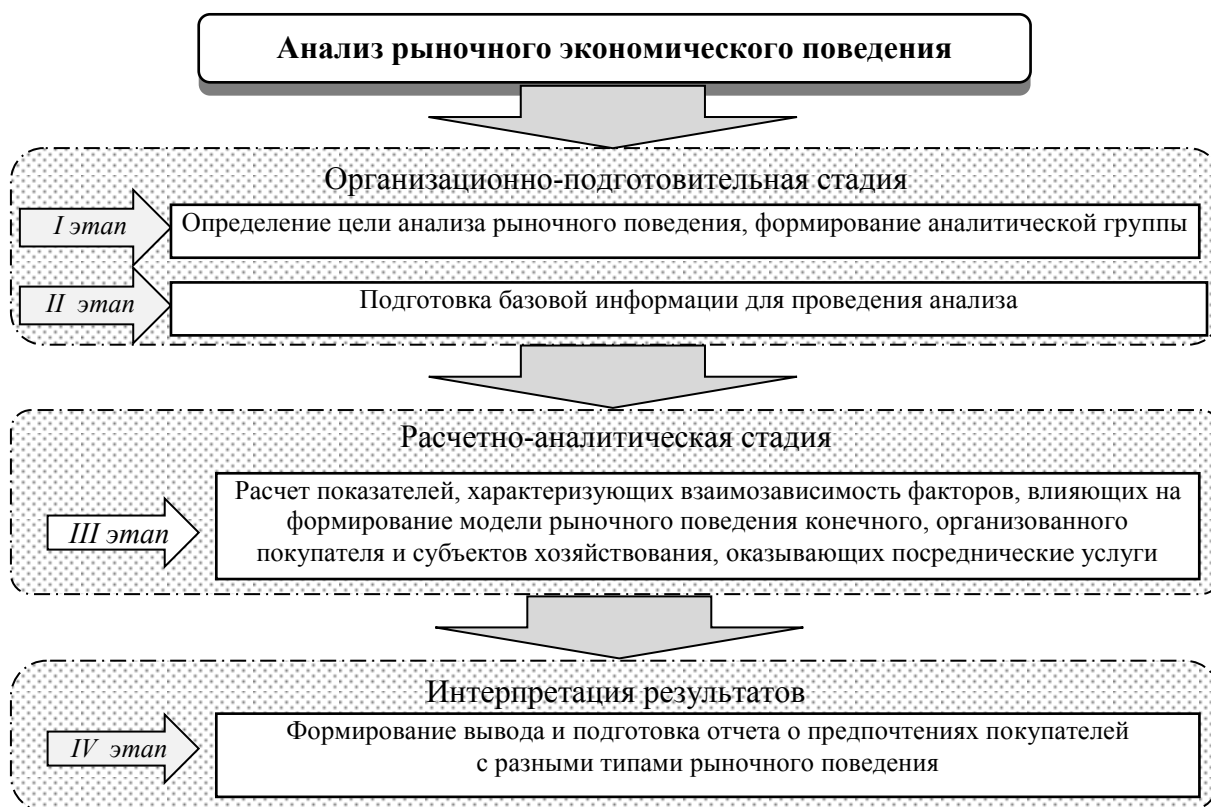 Анализ рыночного экономического поведения
Организационно-подготовительная стадия
I этап
Определение цели анализа рыночного поведения, формирование аналитической группы
II этап
Подготовка базовой информации для проведения анализа
Расчетно-аналитическая стадия
III этап
Расчет показателей, характеризующих взаимозависимость факторов, влияющих на
формирование модели рыночного поведения конечного, организованного
покупателя и субъектов хозяйствования, оказывающих посреднические услуги
Интерпретация результатов
IV этап
Формирование вывода и подготовка отчета о предпочтениях покупателей
с разными типами рыночного поведения